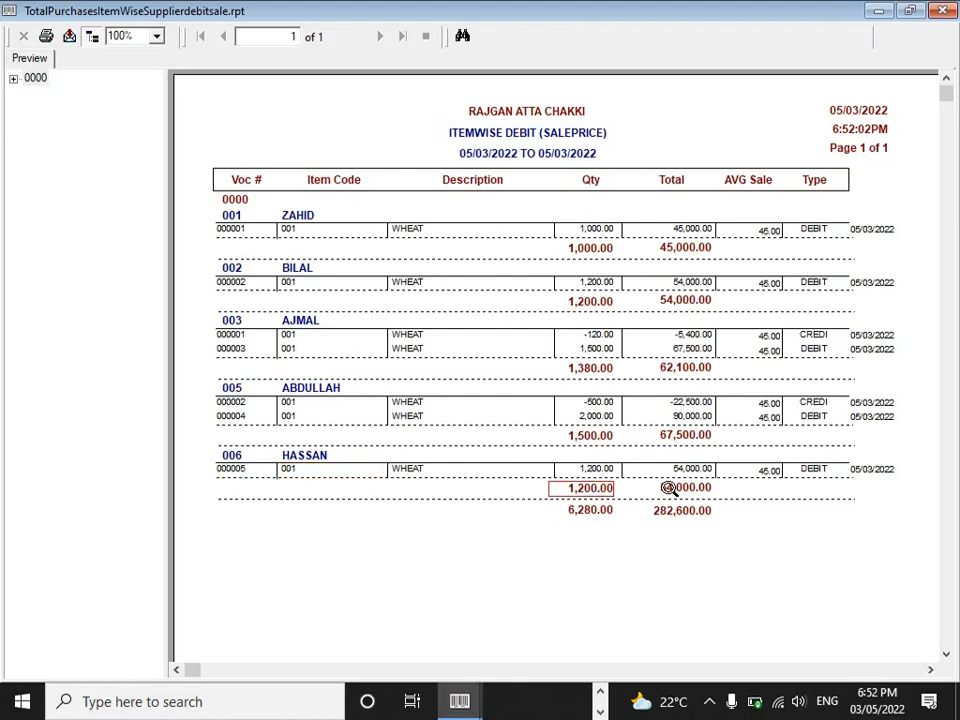 TotalPurchasesItemWiseSupplierdebitsale.rpt
100% 1 of 1
Preview
0000
RAJGAN ATTA CHAKKI 05/03/2022
ITEMWISE DEBIT (SALEPRICE) 6:52:02PM
05/03/2022 TO 05/03/2022 Page 1 of 1
Voc # Item Code Description Qty Total AVG Sale Type
0000
001 ZAHID
000001 001 WHEAT 1,000.00 45,000.00 45.00 DEBIT 05/03/2022
1,000.00 45,000.00
002 BILAL
000002 001 WHEAT 1,200.00 54,000.00 45.00 DEBIT 05/03/2022
1,200.00 54,000.00
003 AJMAL
000001 001 WHEAT -120.00 -5,400.00 45.00 CREDI 05/03/2022
000003 001 WHEAT 1,500.00 67,500.00 45.00 DEBIT 05/03/2022
1,380.00 62,100.00
005 ABDULLAH
000002 001 WHEAT -500.00 -22,500.00 45.00 CREDI 05/03/2022
000004 001 WHEAT 2,000.00 90,000.00 45.00 DEBIT 05/03/2022
1,500.00 67,500.00
006 HASSAN
000005 001 WHEAT 1,200.00 54,000.00 45.00 DEBIT 05/03/2022
1,200.00
6,280.00 282,600.00
Type here to search 22°C ENG 6:52 PM
03/05/2022